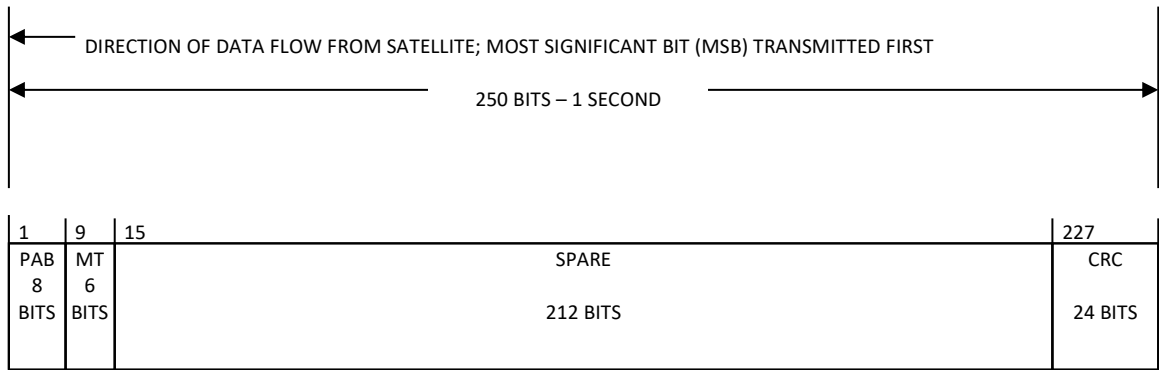 DIRECTION OF DATA FLOW FROM SATELLITE; MOST SIGNIFICANT BIT (MSB) TRANSMITTED FIRST
250 BITS – 1 SECOND
1 9 15 227
PAB MT SPARE CRC
8 6
BITS BITS 212 BITS 24 BITS